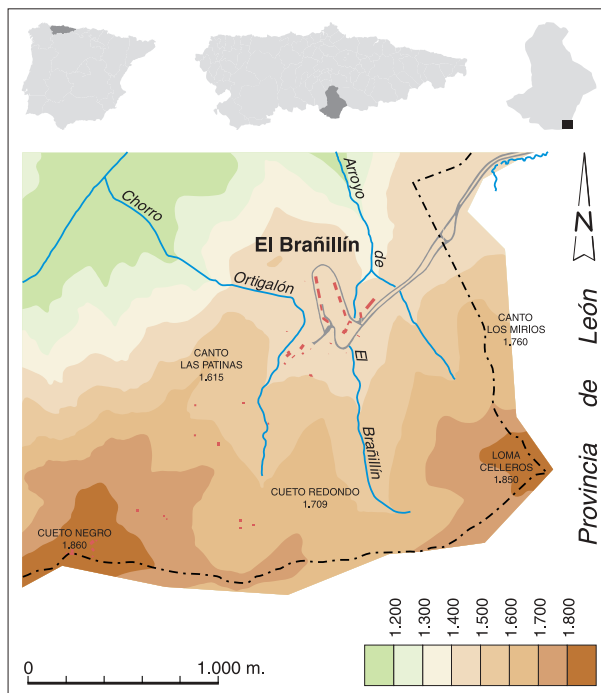 Chorro
Ortigalón
Arroyo
de
El
Brañillín
El Brañillín
N
Provincia de León
CANTO
LOS MIRIOS
1.760
CANTO
LAS PATINAS
1.615
LOMA
CELLEROS
1.850
CUETO REDONDO
1.709
CUETO NEGRO
1.860
0 1.000 m.
1.200 1.300 1.400 1.500 1.600 1.700 1.800